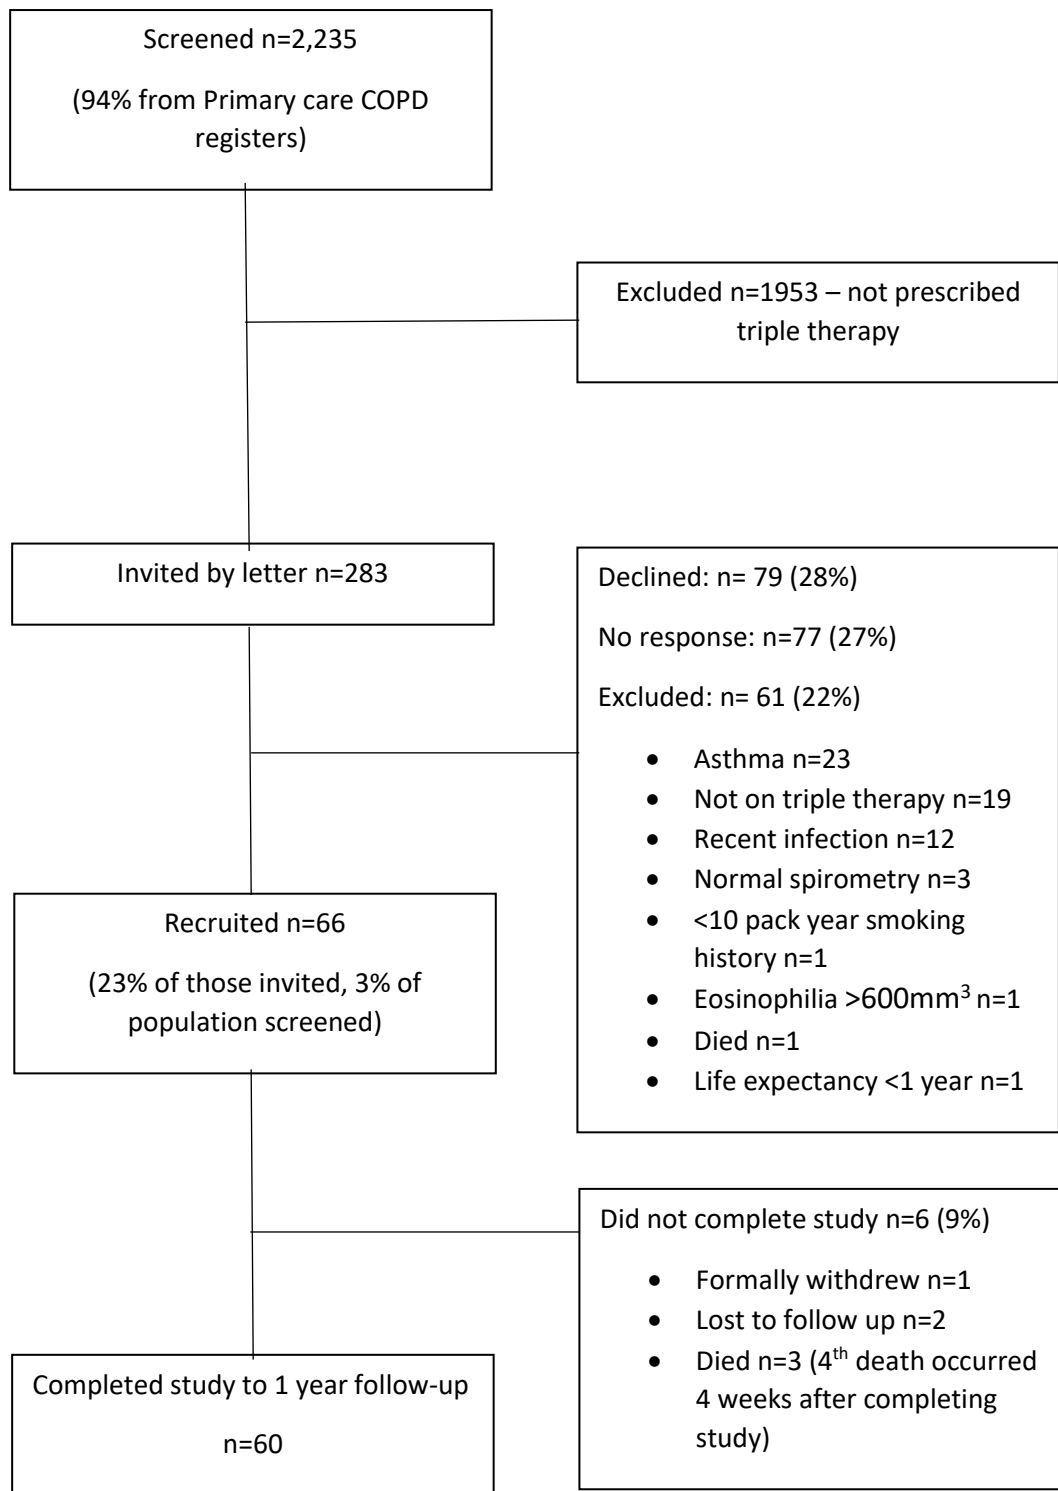 Screened n=2,235
(94% from Primary care COPD
registers)
Excluded n=1953 – not prescribed
triple therapy
Invited by letter n=283
Declined: n= 79 (28%)
No response: n=77 (27%)
Excluded: n= 61 (22%)
• Asthma n=23
• Not on triple therapy n=19
• Recent infection n=12
• Normal spirometry n=3
• <10 pack year smoking
history n=1
• Eosinophilia >600mm³ n=1
• Died n=1
• Life expectancy <1 year n=1
Recruited n=66
(23% of those invited, 3% of
population screened)
Did not complete study n=6 (9%)
• Formally withdrew n=1
• Lost to follow up n=2
• Died n=3 (4th death occurred
4 weeks after completing
study)
Completed study to 1 year follow-up
n=60